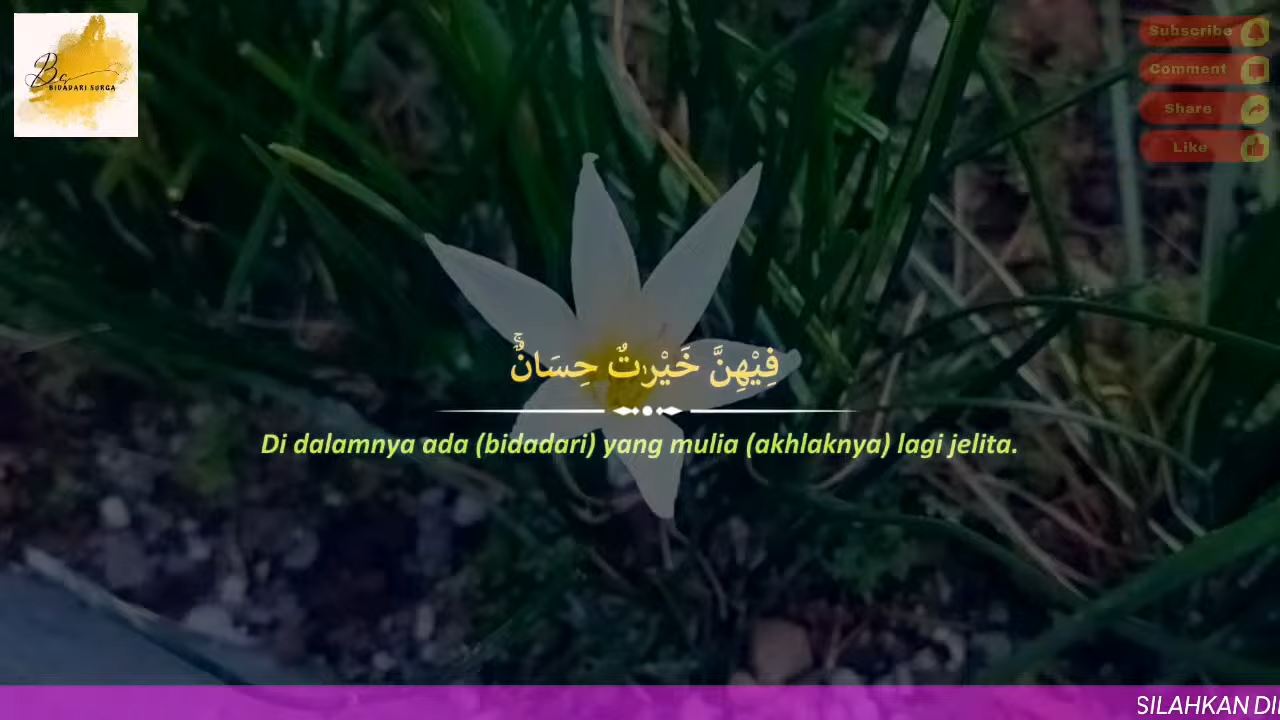 Bs
BIDADARI SURGA
Subscribe
Comment
Share
Like
فِيْهِنَّ خَيْرٰتٌ حِسَانٌۚ
Di dalamnya ada (bidadari) yang mulia (akhlaknya) lagi jelita.
SILAHKAN DI